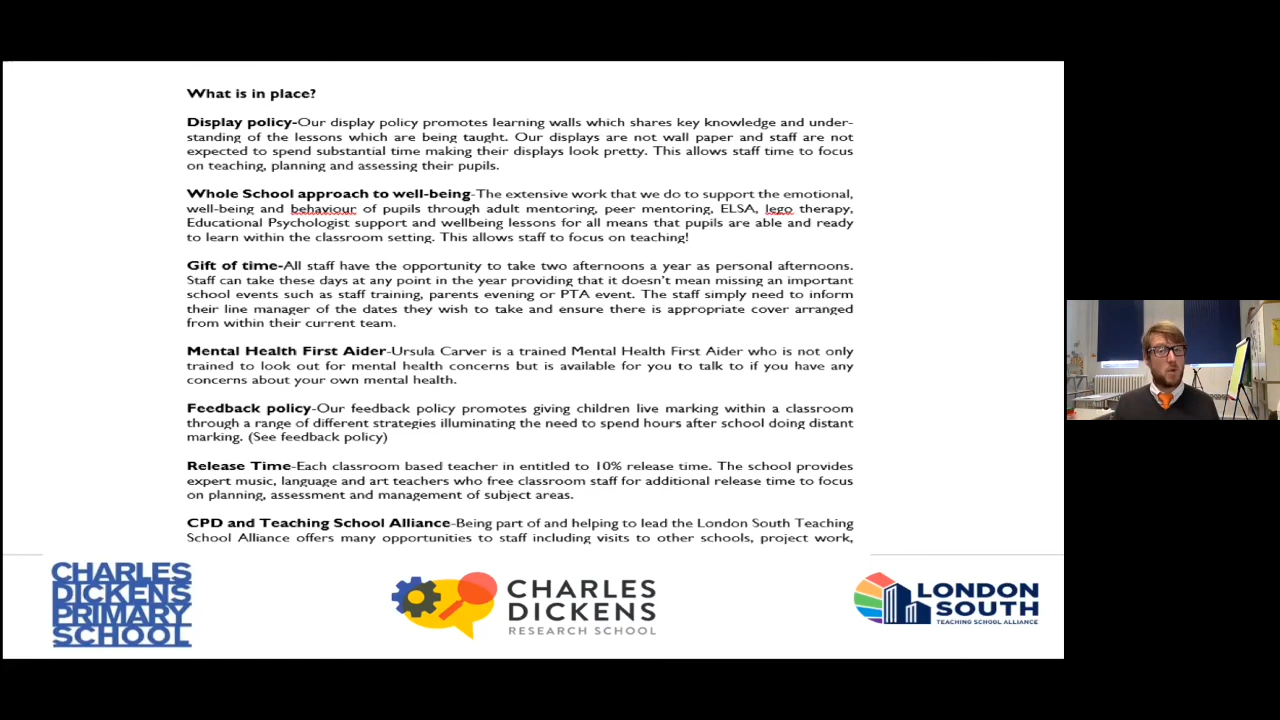 What is in place?
Display policy-Our display policy promotes learning walls which shares key knowledge and under-
standing of the lessons which are being taught. Our displays are not wall paper and staff are not
expected to spend substantial time making their displays look pretty. This allows staff time to focus
on teaching, planning and assessing their pupils.
Whole School approach to well-being-The extensive work that we do to support the emotional,
well-being and behaviour of pupils through adult mentoring, peer mentoring, ELSA, lego therapy,
Educational Psychologist support and wellbeing lessons for all means that pupils are able and ready
to learn within the classroom setting. This allows staff to focus on teaching!
Gift of time-All staff have the opportunity to take two afternoons a year as personal afternoons.
Staff can take these days at any point in the year providing that it doesn't mean missing an important
school events such as staff training, parents evening or PTA event. The staff simply need to inform
their line manager of the dates they wish to take and ensure there is appropriate cover arranged
from within their current team.
Mental Health First Aider-Ursula Carver is a trained Mental Health First Aider who is not only
trained to look out for mental health concerns but is available for you to talk to if you have any
concerns about your own mental health.
Feedback policy-Our feedback policy promotes giving children live marking within a classroom
through a range of different strategies illuminating the need to spend hours after school doing distant
marking. (See feedback policy)
Release Time-Each classroom based teacher in entitled to 10% release time. The school provides
expert music, language and art teachers who free classroom staff for additional release time to focus
on planning, assessment and management of subject areas.
CPD and Teaching School Alliance-Being part of and helping to lead the London South Teaching
School Alliance offers many opportunities to staff including visits to other schools, project work,
CHARLES
DICKENS
PRIMARY
SCHOOL
CHARLES
DICKENS
RESEARCH SCHOOL
LONDON
SOUTH
TEACHING SCHOOL ALLIANCE